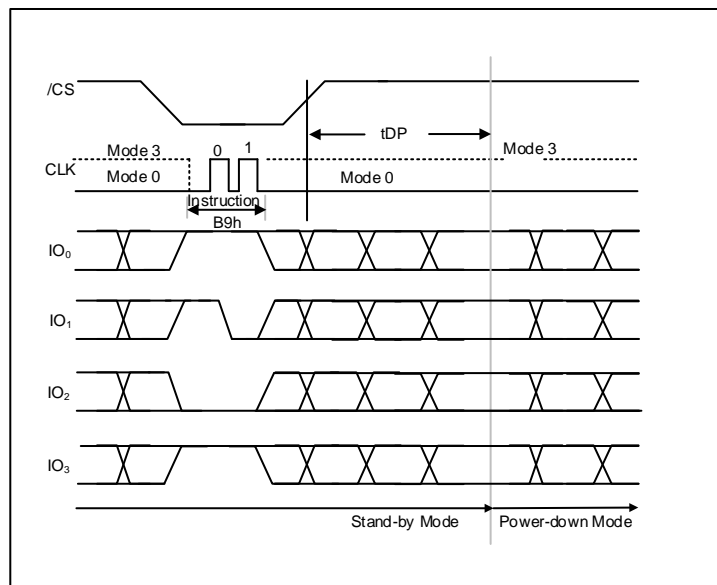 /CS
tDP
Mode 3
0
1
Mode 3
CLK
Mode 0
Mode 0
Instruction
B9h
IO₀
IO₁
IO₂
IO₃
Stand-by Mode
Power-down Mode